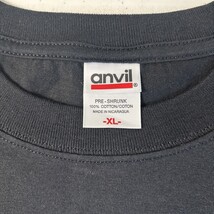 anvil
PRE-SHRUNK
100% COTTON/COTON
MADE IN NICARAGUA
-XL-